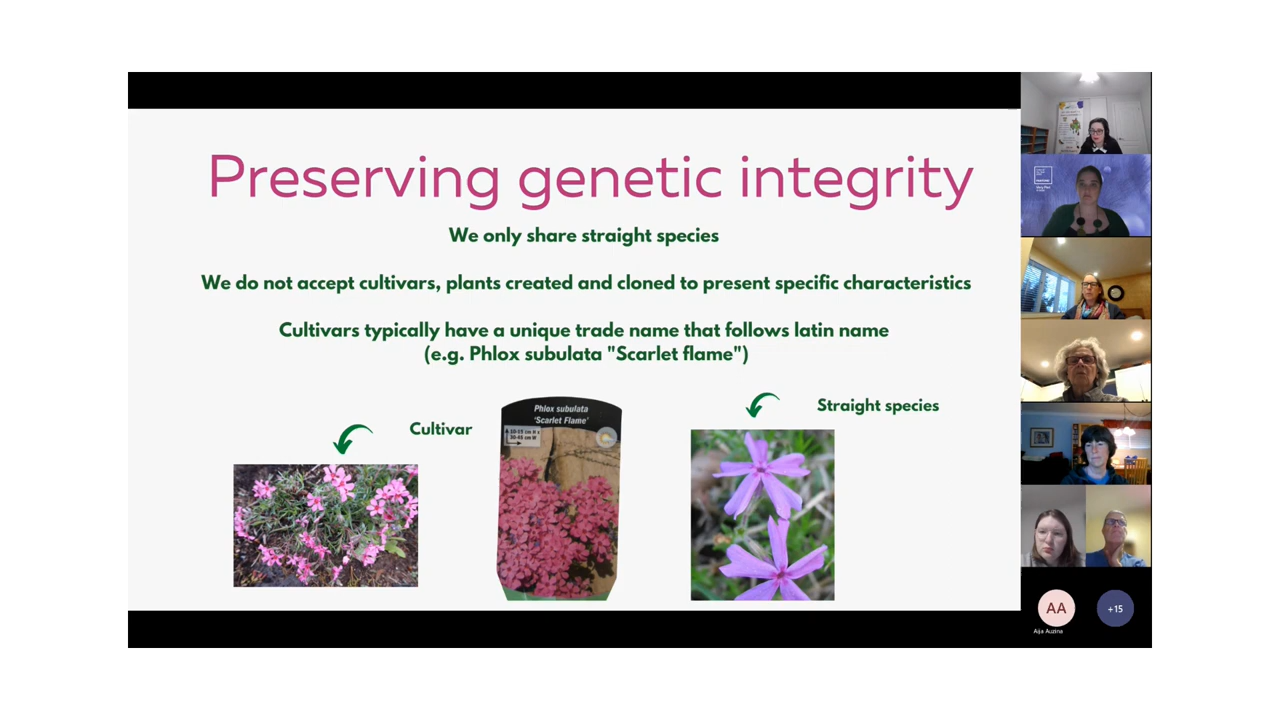 Preserving genetic integrity
We only share straight species
We do not accept cultivars, plants created and cloned to present specific characteristics
Cultivars typically have a unique trade name that follows latin name
(e.g. Phlox subulata "Scarlet flame")
Cultivar
Phlox subulata
'Scarlet Flame'
Straight species
AA
+15
Aija Auzina